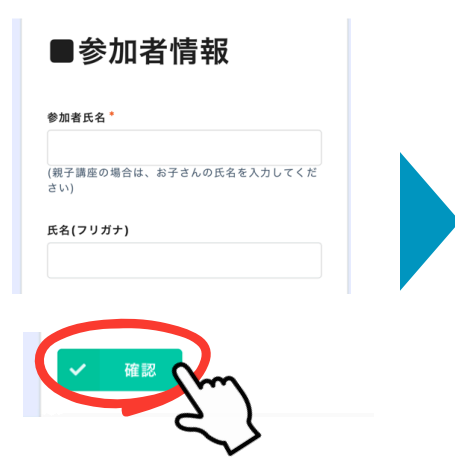 ■参加者情報
参加者氏名*
(親子講座の場合は、お子さんの氏名を入力してくだ
さい)
氏名(フリガナ)
確認